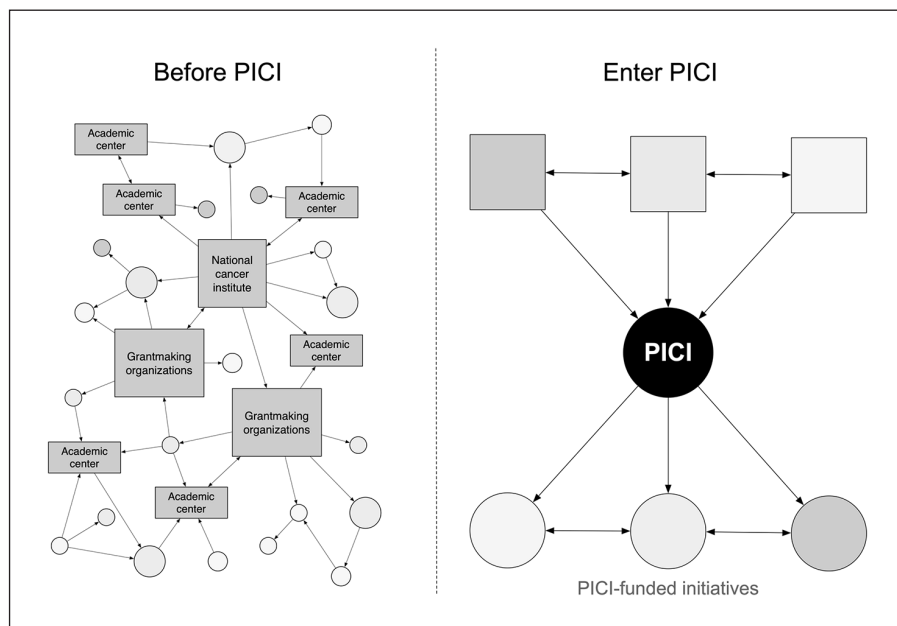 Before PICI
Enter PICI
Academic
center
Academic
center
Academic
center
National
cancer
institute
Grantmaking
organizations
Academic
center
Grantmaking
organizations
Academic
center
Academic
center
PICI
PICI-funded initiatives